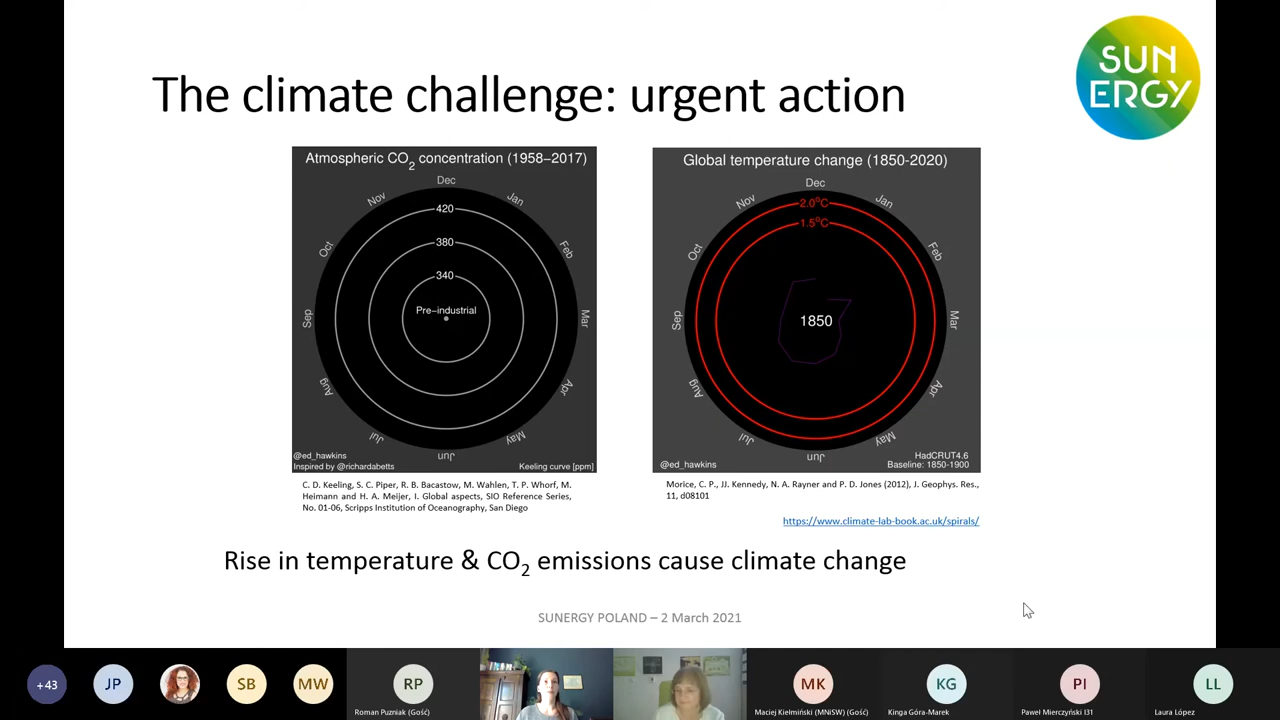 The climate challenge: urgent action
SUN
ERGY
Atmospheric CO2 concentration (1958−2017)
Dec
Jan
Feb
Mar
Apr
May
Jun
Jul
Aug
Sep
Oct
Nov
420
380
340
Pre−industrial
@ed_hawkins
Inspired by @richardabetts
Keeling curve [ppm]
Global temperature change (1850-2020)
Dec
Jan
Feb
Mar
Apr
May
Jun
Jul
Aug
Sep
Oct
Nov
2.0°C
1.5°C
1850
HadCRUT4.6
@ed_hawkins
Baseline: 1850-1900
C. D. Keeling, S. C. Piper, R. B. Bacastow, M. Wahlen, T. P. Whorf, M.
Heimann and H. A. Meijer, I. Global aspects, SIO Reference Series,
No. 01-06, Scripps Institution of Oceanography, San Diego
Morice, C. P., JJ. Kennedy, N. A. Rayner and P. D. Jones (2012), J. Geophys. Res.,
11, d08101
https://www.climate-lab-book.ac.uk/spirals/
Rise in temperature & CO2 emissions cause climate change
SUNERGY POLAND – 2 March 2021
+43
JP
SB
MW
RP
Roman Puzniak (Gość)
MK
Maciej Kiełmiński (MNiSW) (Gość)
KG
Kinga Góra-Marek
PI
Paweł Mierczyński I31
LL
Laura López